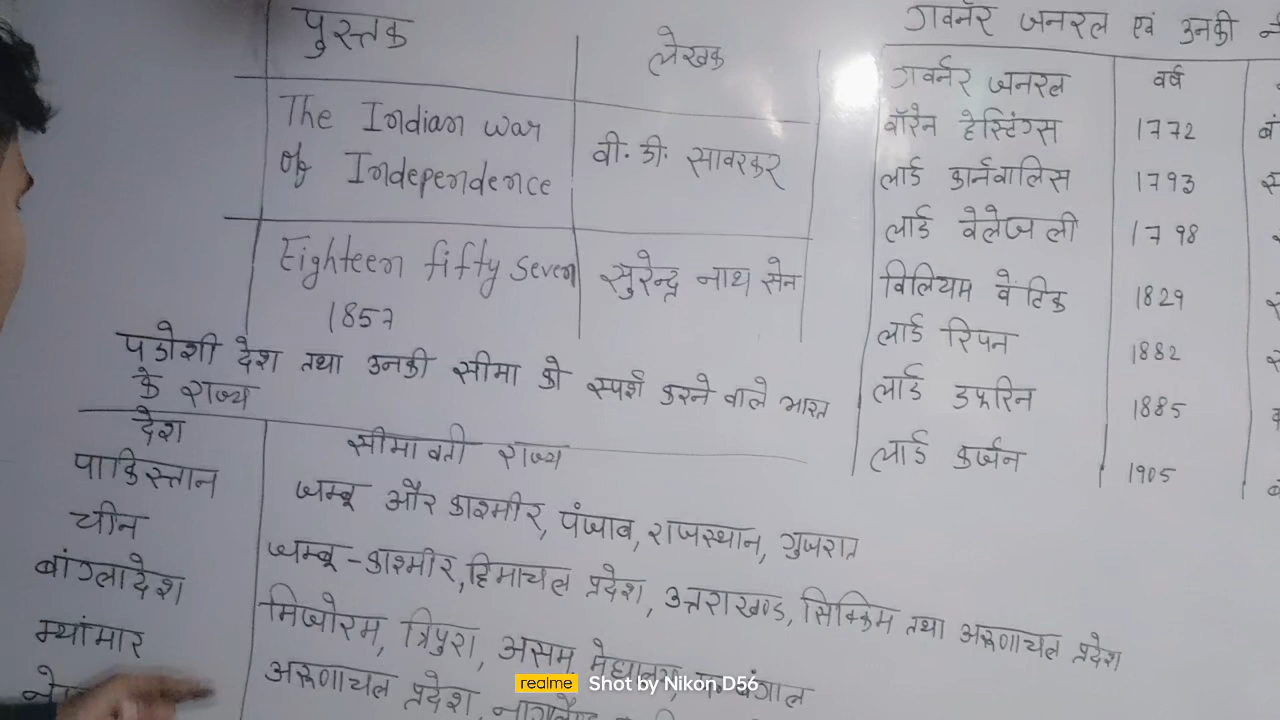 पुस्तक
लेखक
The Indian war
of Independence
वी. डी. सावरकर
Eighteen fifty seven
1857
सुरेन्द्र नाथ सेन
गवर्नर जनरल एवं उनकी
गवर्नर जनरल
वर्ष
वॉरेन हेस्टिंग्स
1772
लार्ड कार्नवालिस
1793
लार्ड वेलेजली
1798
विलियम वेंटिक
1829
लार्ड रिपन
1882
लार्ड डफरिन
1885
लार्ड कर्जन
1905
पडोशी देश तथा उनकी सीमा को स्पर्श करने वाले भारत
के राज्य
देश
सीमावर्ती राज्य
पाकिस्तान
जम्बू और काश्मीर, पंजाब, राजस्थान, गुजरात
चीन
जम्बू-काश्मीर, हिमाचल प्रदेश, उत्तराखण्ड, सिक्किम तथा अरूणाचल प्रदेश
बांग्लादेश
मिजोरम, त्रिपुरा, असम, मेघालय, बंगाल
म्यांमार
अरूणाचल प्रदेश,
realme Shot by Nikon D56